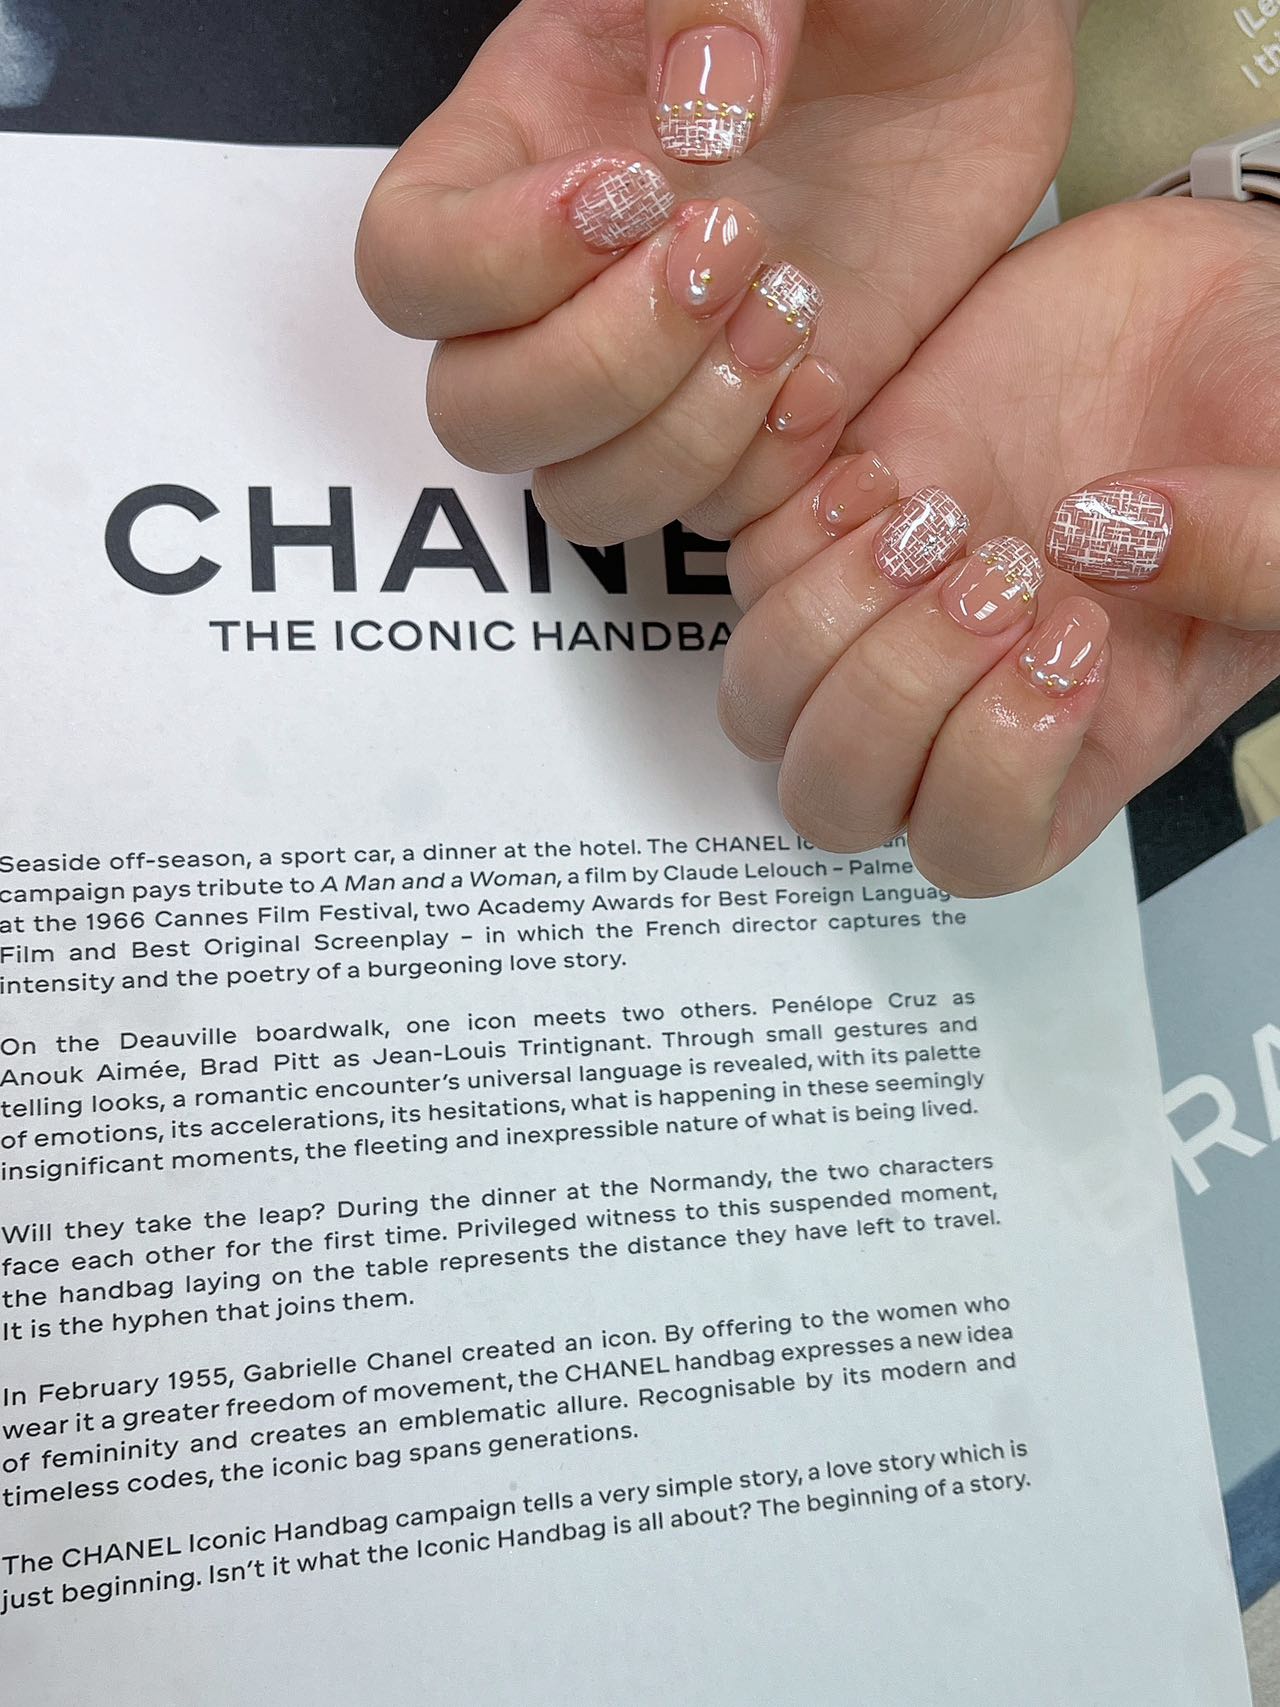 (Le
I th
CHANE
THE ICONIC HANDBA
Seaside off-season, a sport car, a dinner at the hotel. The CHANEL
campaign pays tribute to A Man and a Woman, a film by Claude Lelouch – Palme
at the 1966 Cannes Film Festival, two Academy Awards for Best Foreign Languag
Film and Best Original Screenplay – in which the French director captures the
intensity and the poetry of a burgeoning love story.
On the Deauville boardwalk, one icon meets two others. Penélope Cruz as
Anouk Aimée, Brad Pitt as Jean-Louis Trintignant. Through small gestures and
telling looks, a romantic encounter’s universal language is revealed, with its palette
of emotions, its accelerations, its hesitations, what is happening in these seemingly
insignificant moments, the fleeting and inexpressible nature of what is being lived.
Will they take the leap? During the dinner at the Normandy, the two characters
face each other for the first time. Privileged witness to this suspended moment,
the handbag laying on the table represents the distance they have left to travel.
It is the hyphen that joins them.
In February 1955, Gabrielle Chanel created an icon. By offering to the women who
wear it a greater freedom of movement, the CHANEL handbag expresses a new idea
of femininity and creates an emblematic allure. Recognisable by its modern and
timeless codes, the iconic bag spans generations.
The CHANEL Iconic Handbag campaign tells a very simple story, a love story which is
just beginning. Isn’t it what the Iconic Handbag is all about? The beginning of a story.
RA